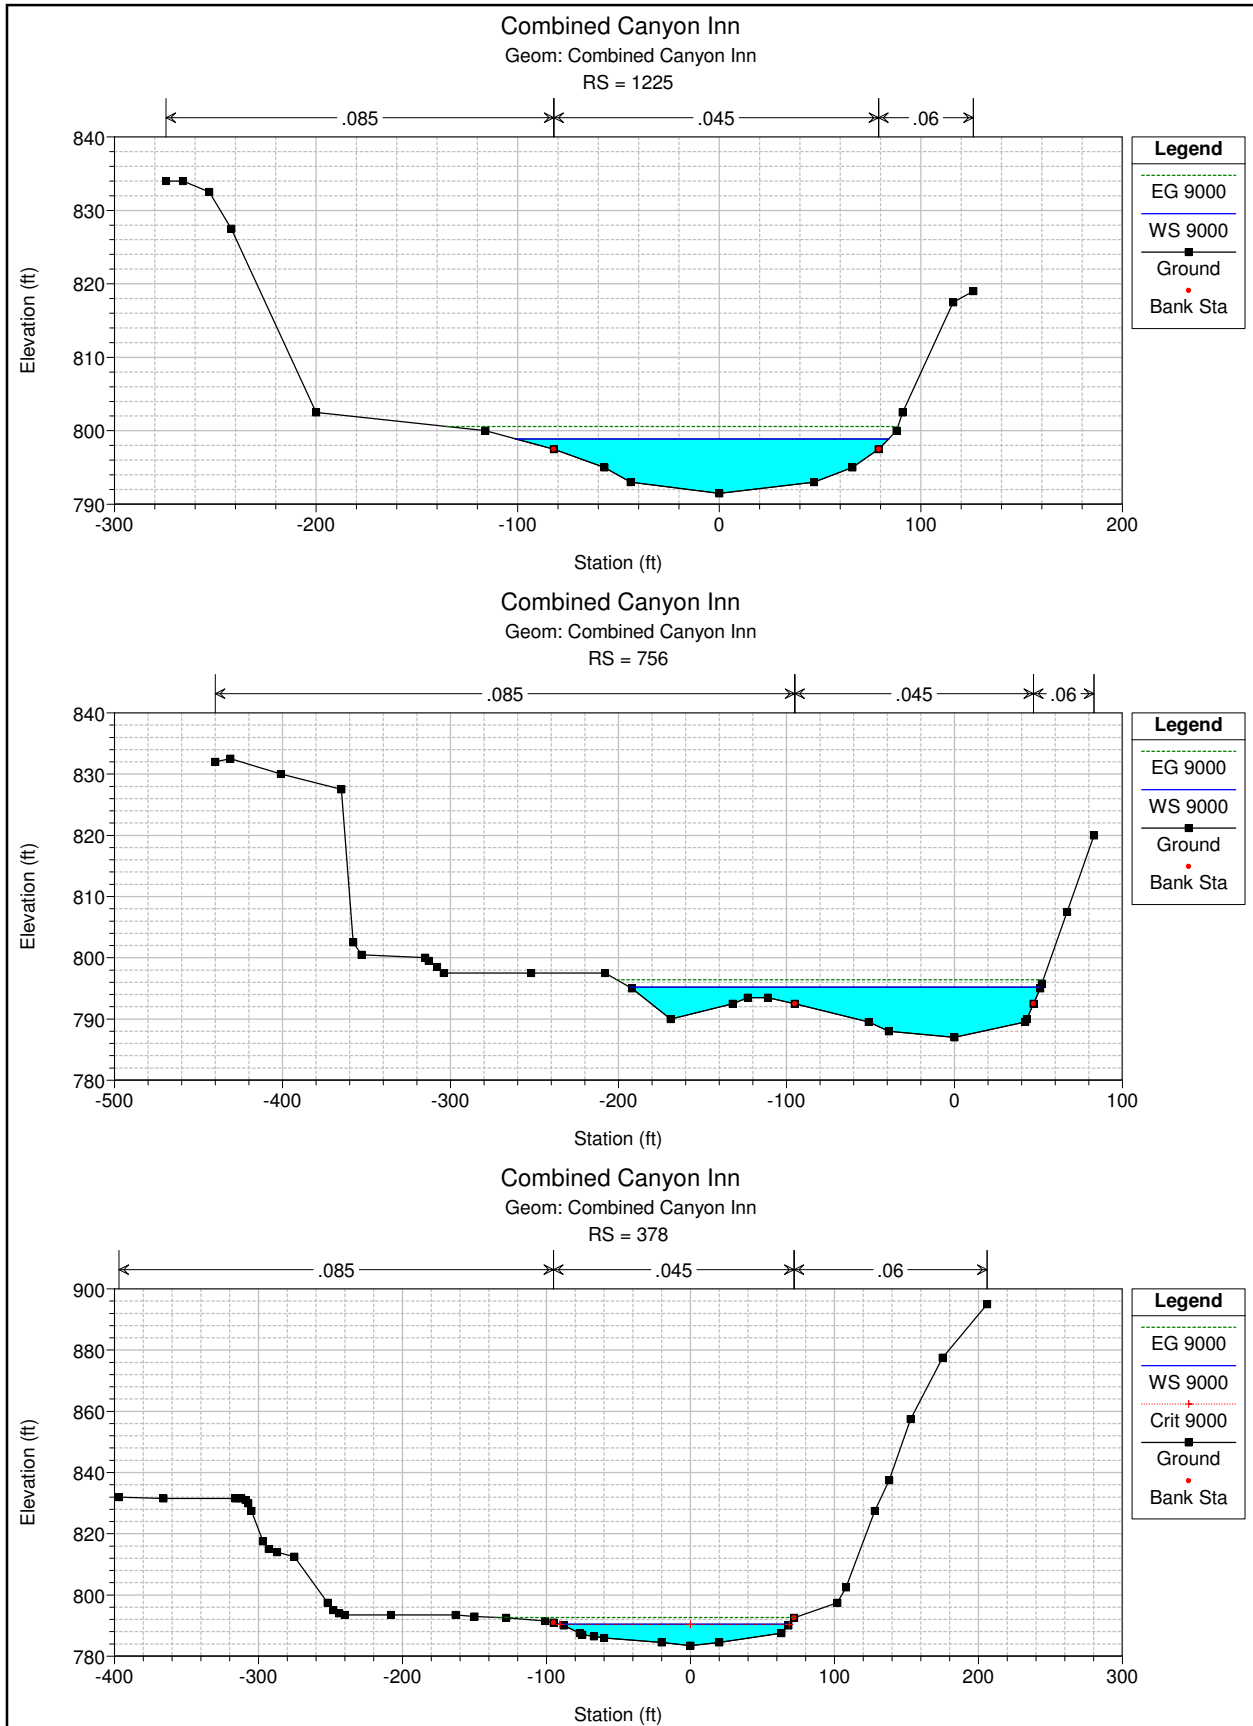 Combined Canyon Inn
Geom: Combined Canyon Inn
RS = 1225
.085 .045 .06
840
830
820
810
800
790
-300 -200 -100 0 100 200
Elevation (ft)
Station (ft)
Legend
EG 9000
WS 9000
Ground
Bank Sta
Combined Canyon Inn
Geom: Combined Canyon Inn
RS = 756
.085 .045 .06
840
830
820
810
800
790
780
-500 -400 -300 -200 -100 0 100
Elevation (ft)
Station (ft)
Legend
EG 9000
WS 9000
Ground
Bank Sta
Combined Canyon Inn
Geom: Combined Canyon Inn
RS = 378
.085 .045 .06
900
880
860
840
820
800
780
-400 -300 -200 -100 0 100 200 300
Elevation (ft)
Station (ft)
Legend
EG 9000
WS 9000
Crit 9000
Ground
Bank Sta